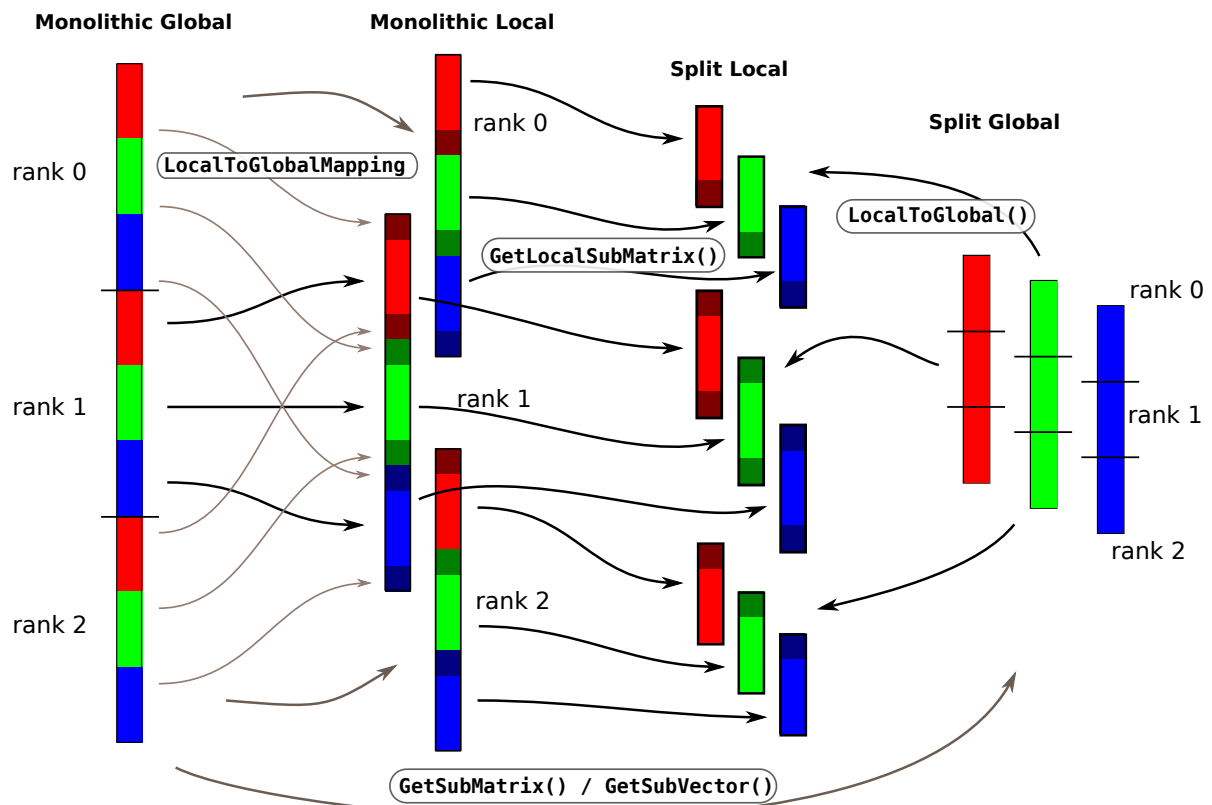 Monolithic Global
Monolithic Local
Split Local
Split Global
rank 0
LocalToGlobalMapping
rank 0
LocalToGlobal()
GetLocalSubMatrix()
rank 0
rank 1
rank 1
rank 1
rank 2
rank 2
rank 2
GetSubMatrix() / GetSubVector()